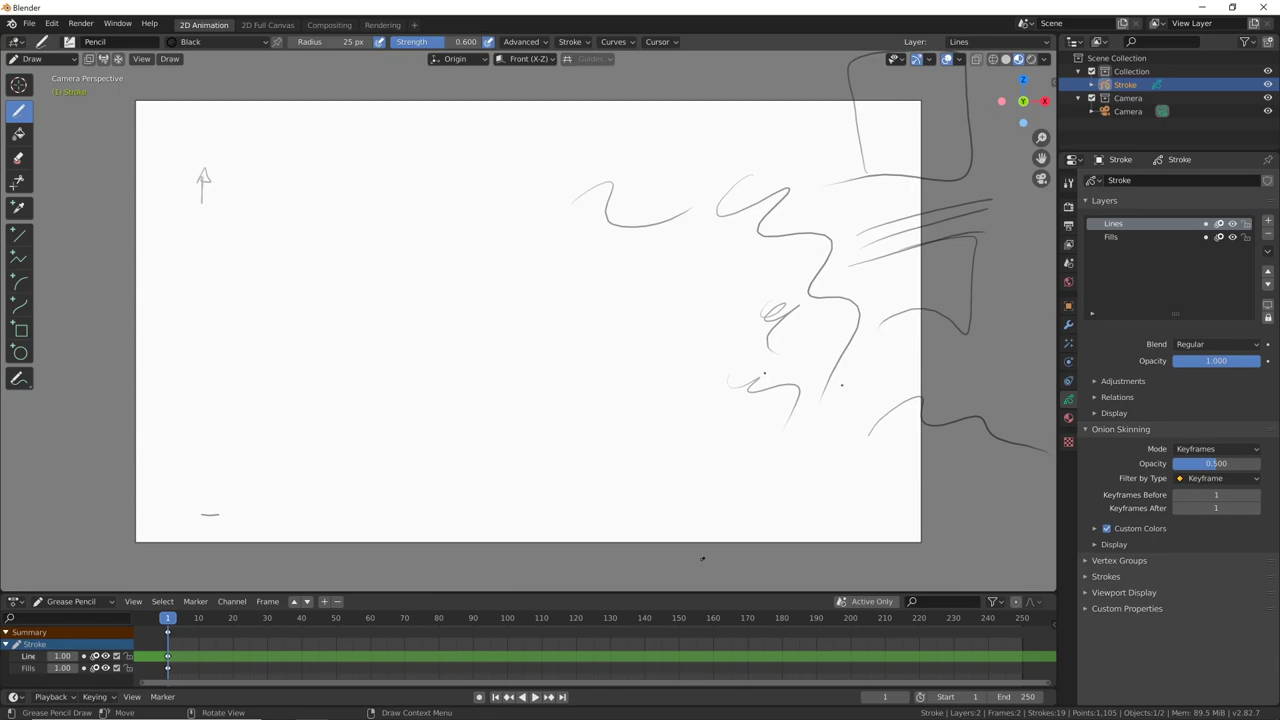 Blender
File Edit Render Window Help 2D Animation 2D Full Canvas Compositing Rendering + Scene View Layer
Pencil Black Radius 25 px Strength 0.600 Advanced Stroke Curves Cursor Layer: Lines
Draw View Draw Origin Front (X-Z) Guides
Camera Perspective
(1) Stroke
Z
Y X
Scene Collection
Collection
Stroke
Camera
Camera
Stroke Stroke
Stroke
Layers
Lines
Fills
Blend Regular
Opacity 1.000
Adjustments
Relations
Display
Onion Skinning
Mode Keyframes
Opacity 0.500
Filter by Type Keyframe
Keyframes Before 1
Keyframes After 1
Custom Colors
Display
Vertex Groups
Strokes
Viewport Display
Custom Properties
Grease Pencil View Select Marker Channel Frame Active Only
1 10 20 30 40 50 60 70 80 90 100 110 120 130 140 150 160 170 180 190 200 210 220 230 240 250
Summary
Stroke
Line 1.00
Fills 1.00
Playback Keying View Marker 1 Start 1 End 250
Grease Pencil Draw Move Rotate View Draw Context Menu Stroke | Layers:2 | Frames:2 | Strokes:19 | Points:1,105 | Objects:1/2 | Mem: 89.5 MiB | v2.82.7